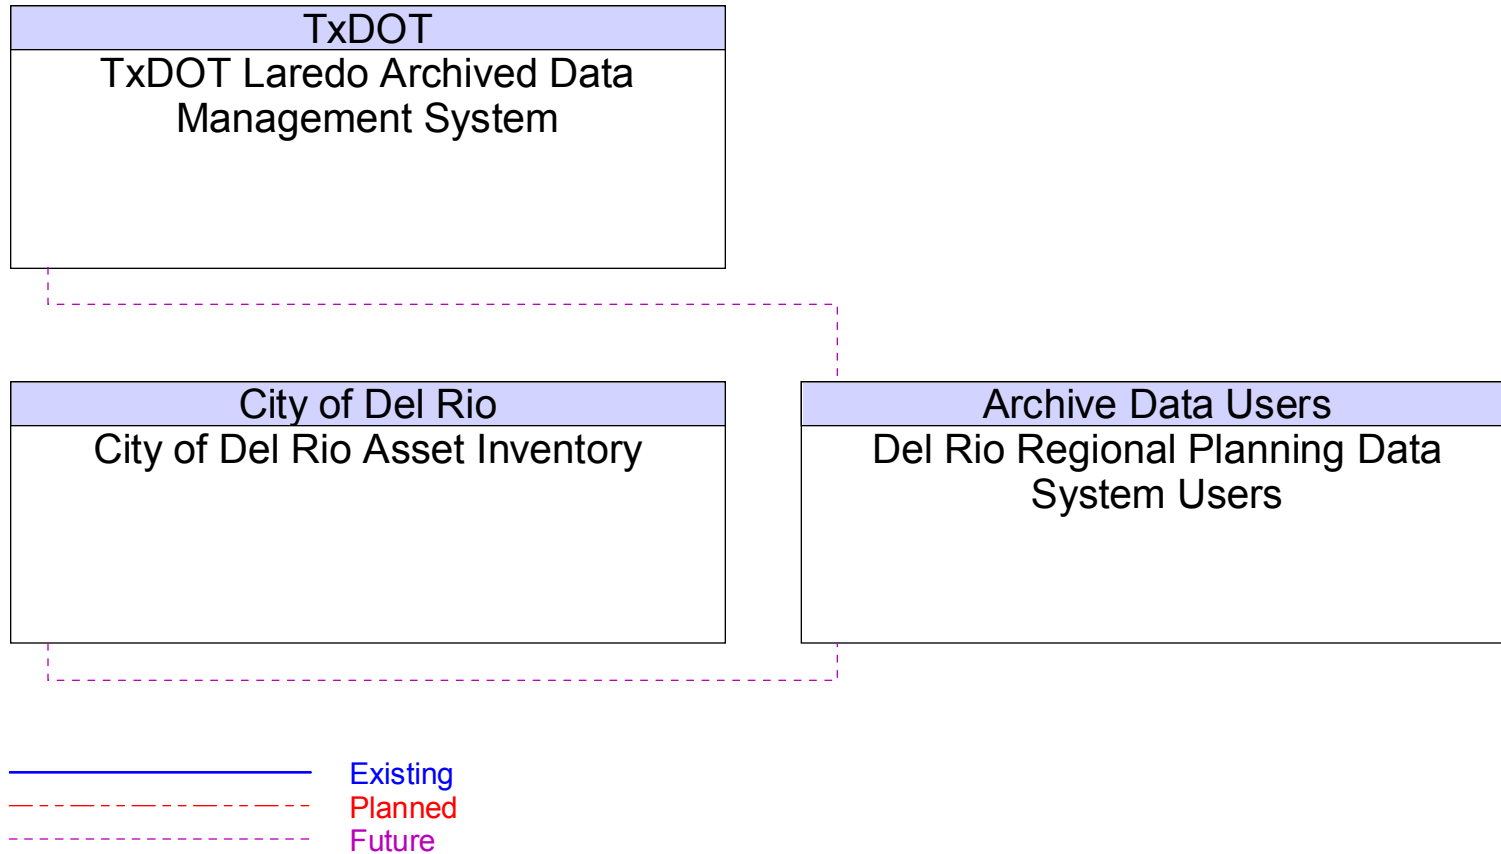 TxDOT
TxDOT Laredo Archived Data
Management System
City of Del Rio
City of Del Rio Asset Inventory
Archive Data Users
Del Rio Regional Planning Data
System Users
Existing
Planned
Future